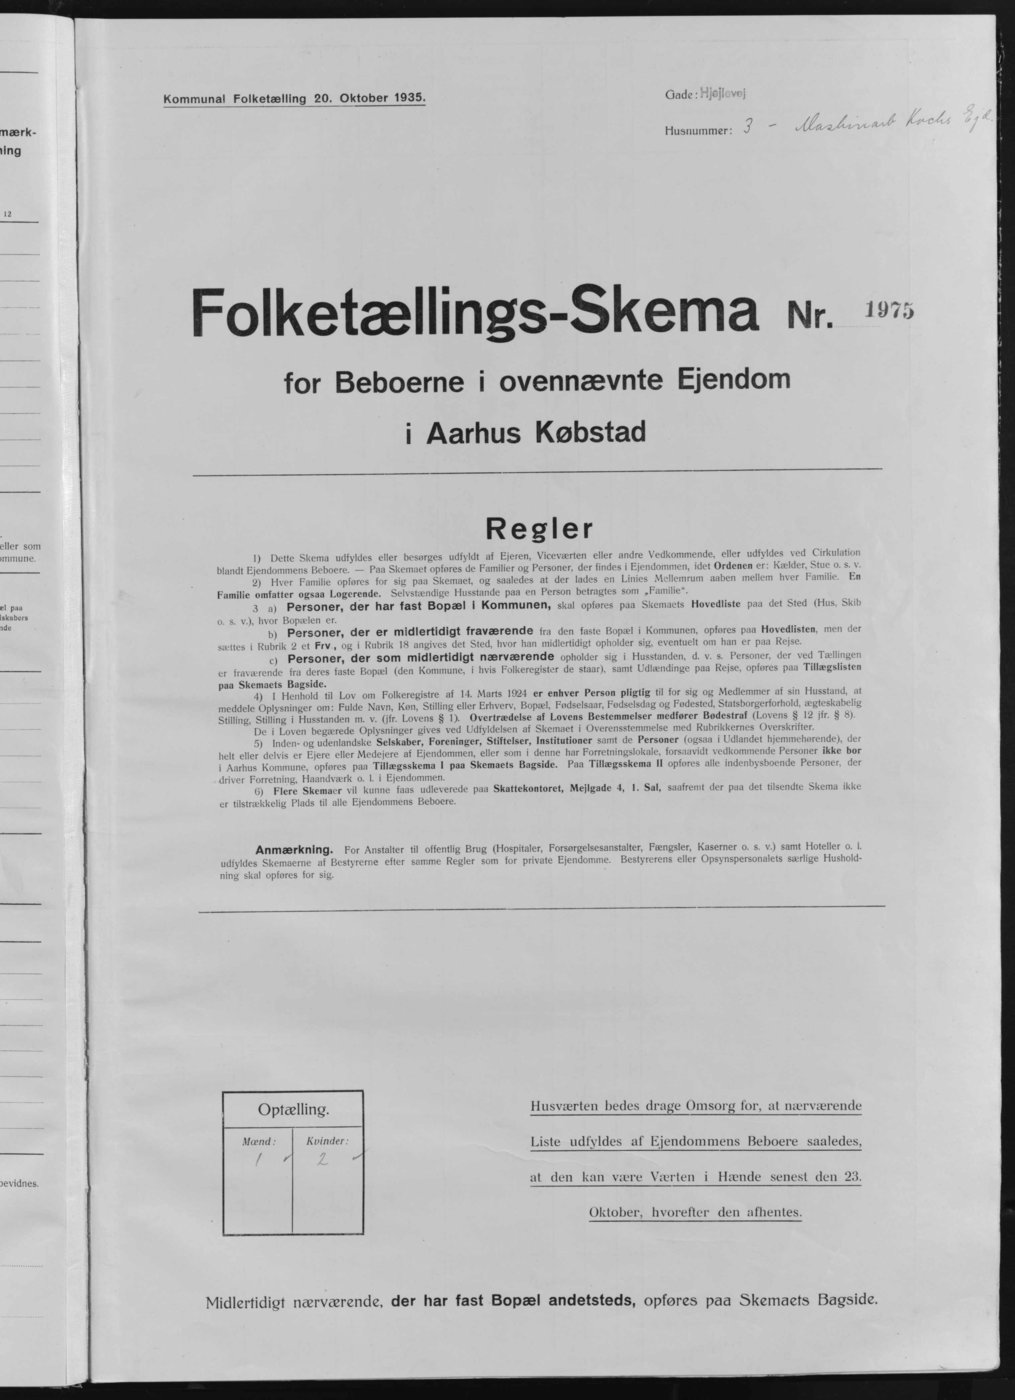 mærk-
ning
12
eller som
ommune.
el paa
lskabers
nde
bevidnes.
Kommunal Folketælling 20. Oktober 1935.
Gade: Hjejlevej
Husnummer: 3 - Maskinarb Kochs Ejd.
Folketællings-Skema Nr. 1975
for Beboerne i ovennævnte Ejendom
i Aarhus Købstad
Regler
1) Dette Skema udfyldes eller besørges udfyldt af Ejeren, Viceværten eller andre Vedkommende, eller udfyldes ved Cirkulation
blandt Ejendommens Beboere. — Paa Skemaet opføres de Familier og Personer, der findes i Ejendommen, idet Ordenen er: Kælder, Stue o. s. v.
2) Hver Familie opføres for sig paa Skemaet, og saaledes at der lades en Linies Mellemrum aaben mellem hver Familie. En
Familie omfatter ogsaa Logerende. Selvstændige Husstande paa en Person betragtes som „Familie“.
3 a) Personer, der har fast Bopæl i Kommunen, skal opføres paa Skemaets Hovedliste paa det Sted (Hus, Skib
o. s. v.), hvor Bopælen er.
b) Personer, der er midlertidigt fraværende fra den faste Bopæl i Kommunen, opføres paa Hovedlisten, men der
sættes i Rubrik 2 et Frv., og i Rubrik 18 angives det Sted, hvor han midlertidigt opholder sig, eventuelt om han er paa Rejse.
c) Personer, der som midlertidigt nærværende opholder sig i Husstanden, d. v. s. Personer, der ved Tællingen
er fraværende fra deres faste Bopæl (den Kommune, i hvis Folkeregister de staar), samt Udlændinge paa Rejse, opføres paa Tillægslisten
paa Skemaets Bagside.
4) I Henhold til Lov om Folkeregistre af 14. Marts 1924 er enhver Person pligtig til for sig og Medlemmer af sin Husstand, at
meddele Oplysninger om: Fulde Navn, Køn, Stilling eller Erhverv, Bopæl, Fødselsaar, Fødselsdag og Fødested, Statsborgerforhold, ægteskabelig
Stilling, Stilling i Husstanden m. v. (jfr. Lovens § 1). Overtrædelse af Lovens Bestemmelser medfører Bødestraf (Lovens § 12 jfr. § 8).
De i Loven begærede Oplysninger gives ved Udfyldelsen af Skemaet i Overensstemmelse med Rubrikkernes Overskrifter.
5) Inden- og udenlandske Selskaber, Foreninger, Stiftelser, Institutioner samt de Personer (ogsaa i Udlandet hjemmehørende), der
helt eller delvis er Ejere eller Medejere af Ejendommen, eller som i denne har Forretningslokale, forsaavidt vedkommende Personer ikke bor
i Aarhus Kommune, opføres paa Tillægsskema I paa Skemaets Bagside. Paa Tillægsskema II opføres alle indenbysboende Personer, der
driver Forretning, Haandværk o. l. i Ejendommen.
6) Flere Skemaer vil kunne faas udleverede paa Skattekontoret, Mejlgade 4, 1. Sal, saafremt der paa det tilsendte Skema ikke
er tilstrækkelig Plads til alle Ejendommens Beboere.
Anmærkning. For Anstalter til offentlig Brug (Hospitaler, Forsørgelsesanstalter, Fængsler, Kaserner o. s. v.) samt Hoteller o. l.
udfyldes Skemaerne af Bestyrerne efter samme Regler som for private Ejendomme. Bestyrerens eller Opsynspersonalets særlige Hushold-
ning skal opføres for sig.
Optælling.
Mænd: Kvinder:
1 ✓ 2 ✓
Husværten bedes drage Omsorg for, at nærværende
Liste udfyldes af Ejendommens Beboere saaledes,
at den kan være Værten i Hænde senest den 23.
Oktober, hvorefter den afhentes.
Midlertidigt nærværende, der har fast Bopæl andetsteds, opføres paa Skemaets Bagside.